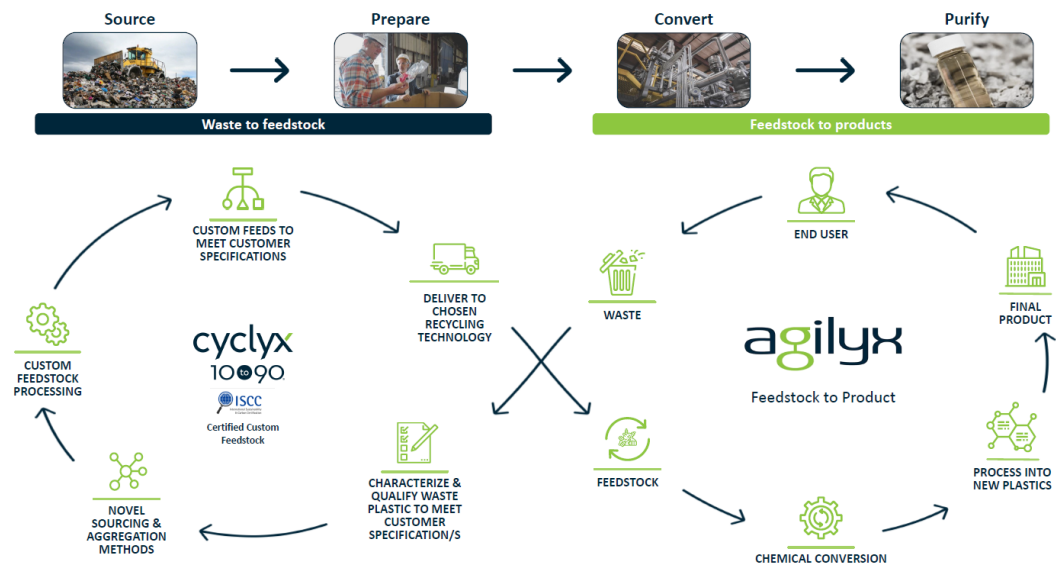 Source
Prepare
Convert
Purify
Waste to feedstock
Feedstock to products
CUSTOM FEEDS TO
MEET CUSTOMER
SPECIFICATIONS
DELIVER TO
CHOSEN
RECYCLING
TECHNOLOGY
CUSTOM
FEEDSTOCK
PROCESSING
cyclyx
10to90
ISCC
Certified Custom
Feedstock
NOVEL
SOURCING &
AGGREGATION
METHODS
CHARACTERIZE &
QUALIFY WASTE
PLASTIC TO MEET
CUSTOMER
SPECIFICATION/S
END USER
WASTE
FINAL
PRODUCT
agilyx
Feedstock to Product
FEEDSTOCK
PROCESS INTO
NEW PLASTICS
CHEMICAL CONVERSION